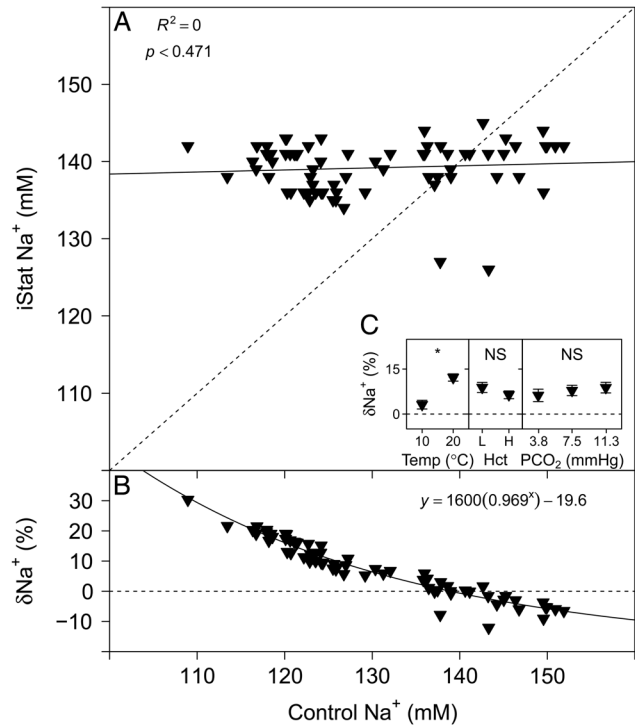 A
R² = 0
p < 0.471
150
140
130
120
110
iStat Na⁺ (mM)
C
* NS NS
15
0
δNa⁺ (%)
10 20 L H 3.8 7.5 11.3
Temp (°C) Hct PCO₂ (mmHg)
B
y = 1600(0.969ˣ) − 19.6
30
20
10
0
−10
δNa⁺ (%)
110 120 130 140 150
Control Na⁺ (mM)